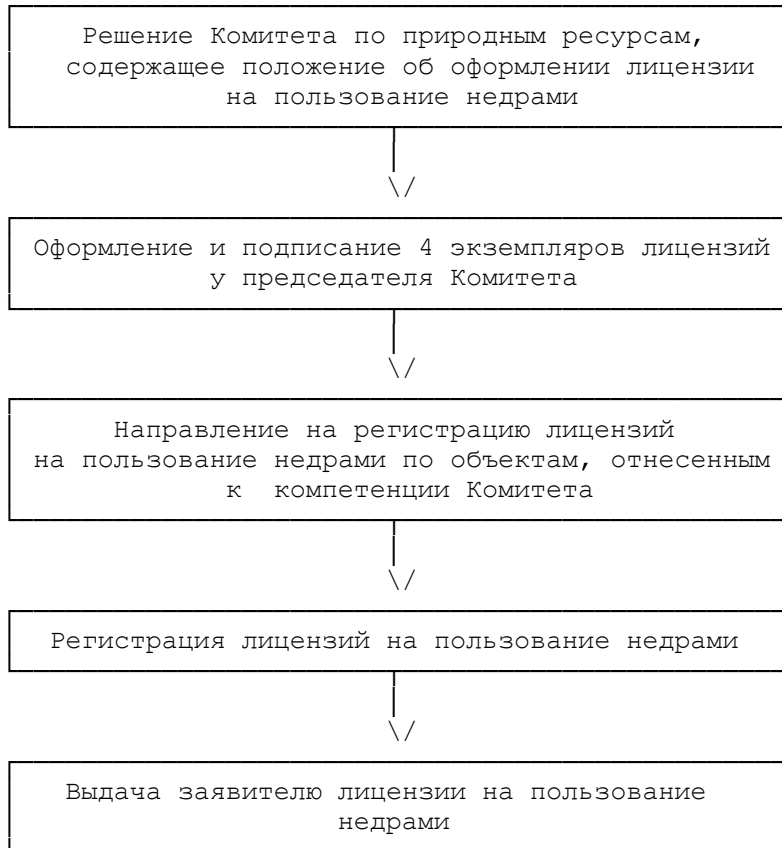 Решение Комитета по природным ресурсам,
содержащее положение об оформлении лицензии
на пользование недрами
Оформление и подписание 4 экземпляров лицензий
у председателя Комитета
Направление на регистрацию лицензий
на пользование недрами по объектам, отнесенным
к компетенции Комитета
Регистрация лицензий на пользование недрами
Выдача заявителю лицензии на пользование
недрами